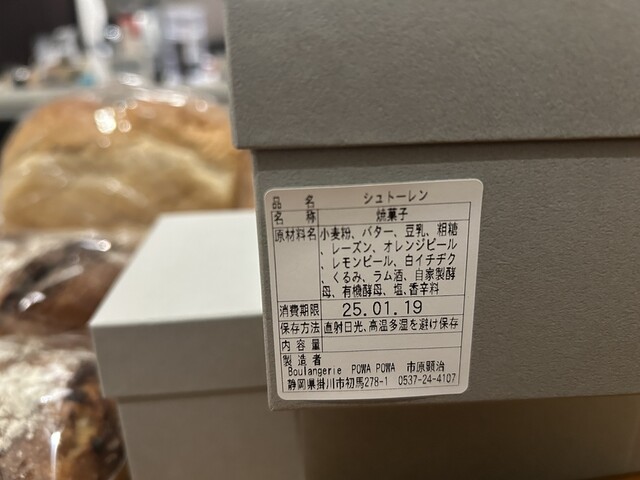 品名 シュトーレン
名称 焼菓子
原材料名 小麦粉、バター、豆乳、粗糖
、レーズン、オレンジピール、
レモンピール、白イチヂク
、くるみ、ラム酒、自家製酵
母、有機酵母、塩、香辛料
消費期限 25.01.19
保存方法 直射日光、高温多湿を避け保存
内容量
製造者
Boulangerie POWA POWA 市原顕治
静岡県掛川市初馬278-1 0537-24-4107